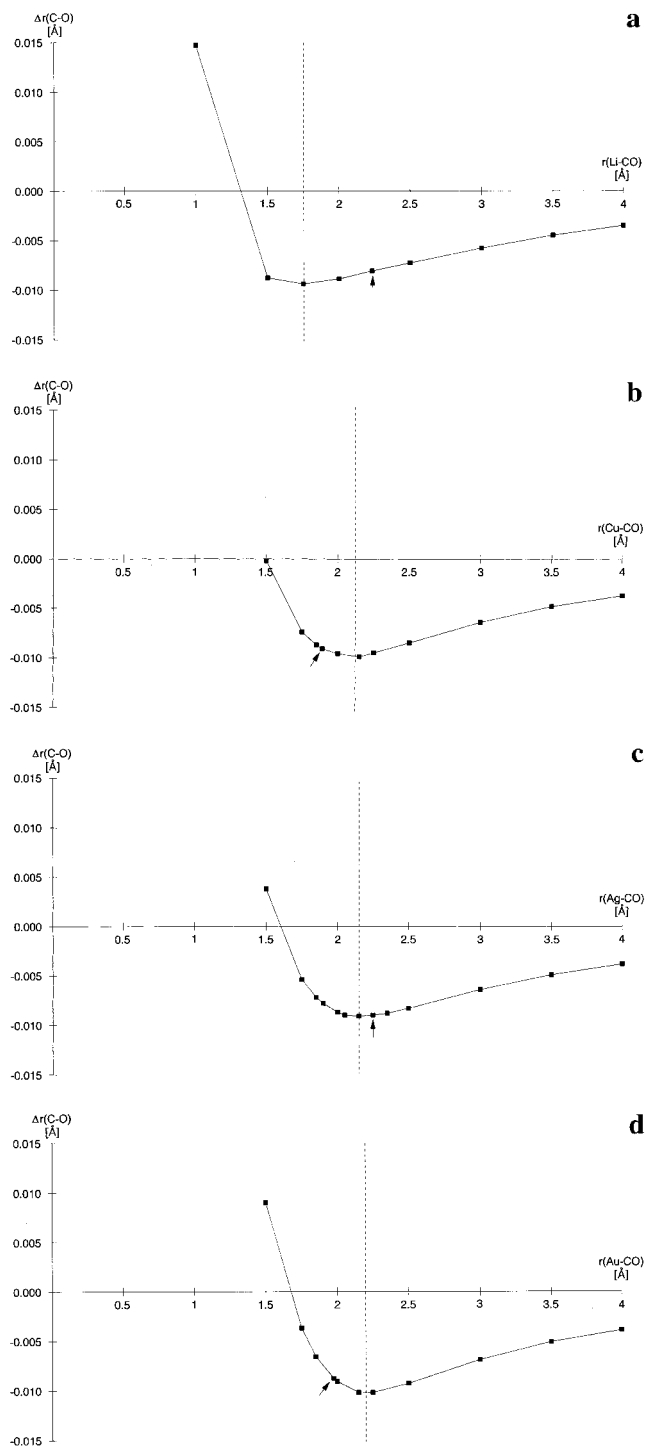 a
Δr(C-O)
[Å]
0.015
0.010
0.005
0.000
-0.005
-0.010
-0.015
r(Li-CO)
[Å]
0.5 1 1.5 2 2.5 3 3.5 4
b
Δr(C-O)
[Å]
0.015
0.010
0.005
0.000
-0.005
-0.010
-0.015
r(Cu-CO)
[Å]
0.5 1 1.5 2 2.5 3 3.5 4
c
Δr(C-O)
[Å]
0.015
0.010
0.005
0.000
-0.005
-0.010
-0.015
r(Ag-CO)
[Å]
0.5 1 1.5 2 2.5 3 3.5 4
d
Δr(C-O)
[Å]
0.015
0.010
0.005
0.000
-0.005
-0.010
-0.015
r(Au-CO)
[Å]
0.5 1 1.5 2 2.5 3 3.5 4